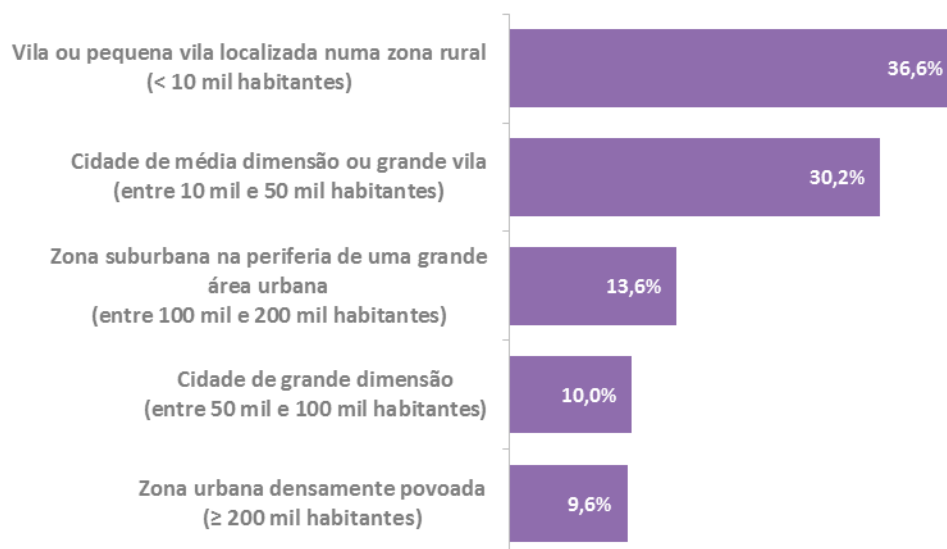 Vila ou pequena vila localizada numa zona rural
(< 10 mil habitantes)
36,6%
Cidade de média dimensão ou grande vila
(entre 10 mil e 50 mil habitantes)
30,2%
Zona suburbana na periferia de uma grande
área urbana
(entre 100 mil e 200 mil habitantes)
13,6%
Cidade de grande dimensão
(entre 50 mil e 100 mil habitantes)
10,0%
Zona urbana densamente povoada
(≥ 200 mil habitantes)
9,6%